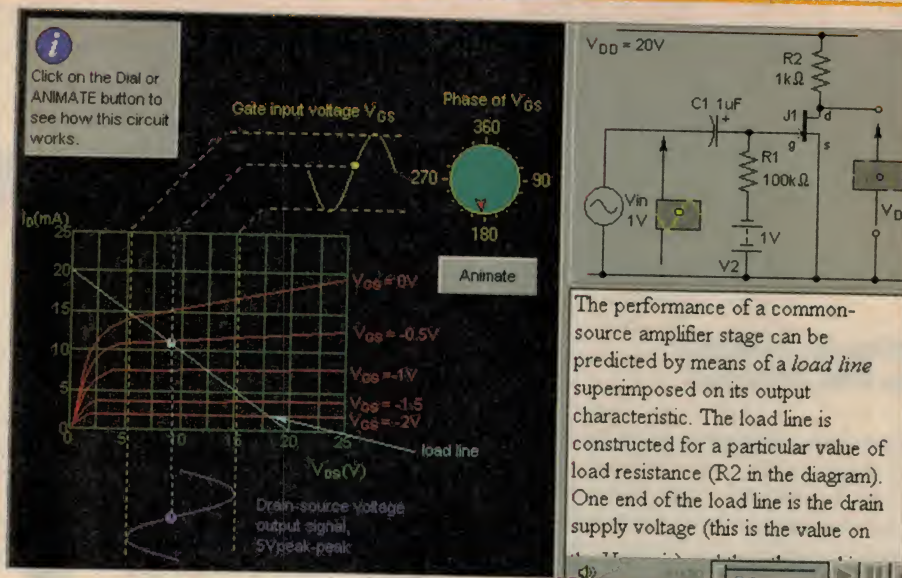 i
Click on the Dial or
ANIMATE button to
see how this circuit
works.
Gate input voltage VGS
Phase of VGS
360
270
90
180
Animate
ID(mA)
25
20
15
10
5
0
5
10
15
20
25
VGS = 0V
VGS = -0.5V
VGS = -1V
VGS = -1.5
VGS = -2V
load line
VDS(V)
Drain-source voltage
output signal,
5Vpeak-peak
VDD = 20V
R2
1kΩ
C1 1uF
+
J1
d
g
s
R1
100kΩ
Vin
1V
1V
V2
VD
The performance of a common-
source amplifier stage can be
predicted by means of a load line
superimposed on its output
characteristic. The load line is
constructed for a particular value of
load resistance (R2 in the diagram).
One end of the load line is the drain
supply voltage (this is the value on